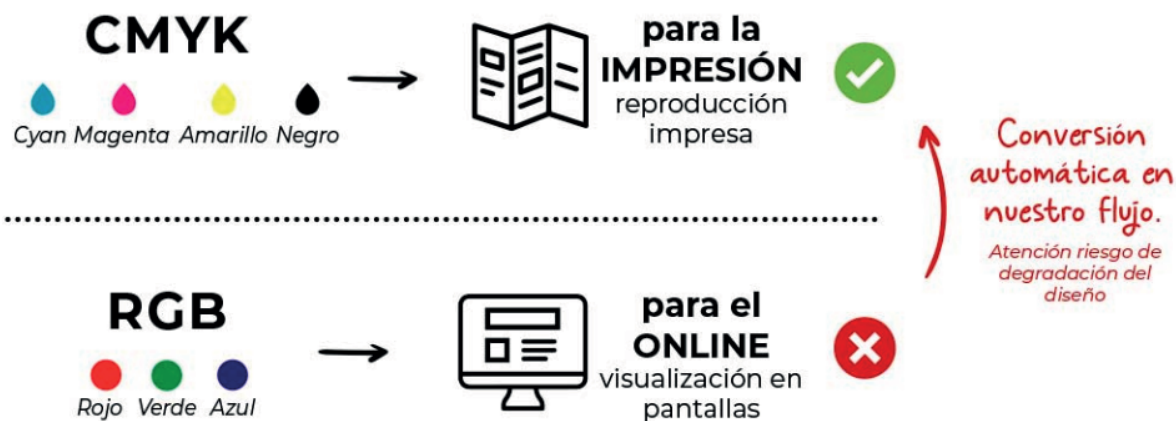 CMYK
Cyan Magenta Amarillo Negro
para la
IMPRESIÓN
reproducción
impresa
Conversión
automática en
nuestro flujo.
Atención riesgo de
degradación del
diseño
RGB
Rojo Verde Azul
para el
ONLINE
visualización en
pantallas